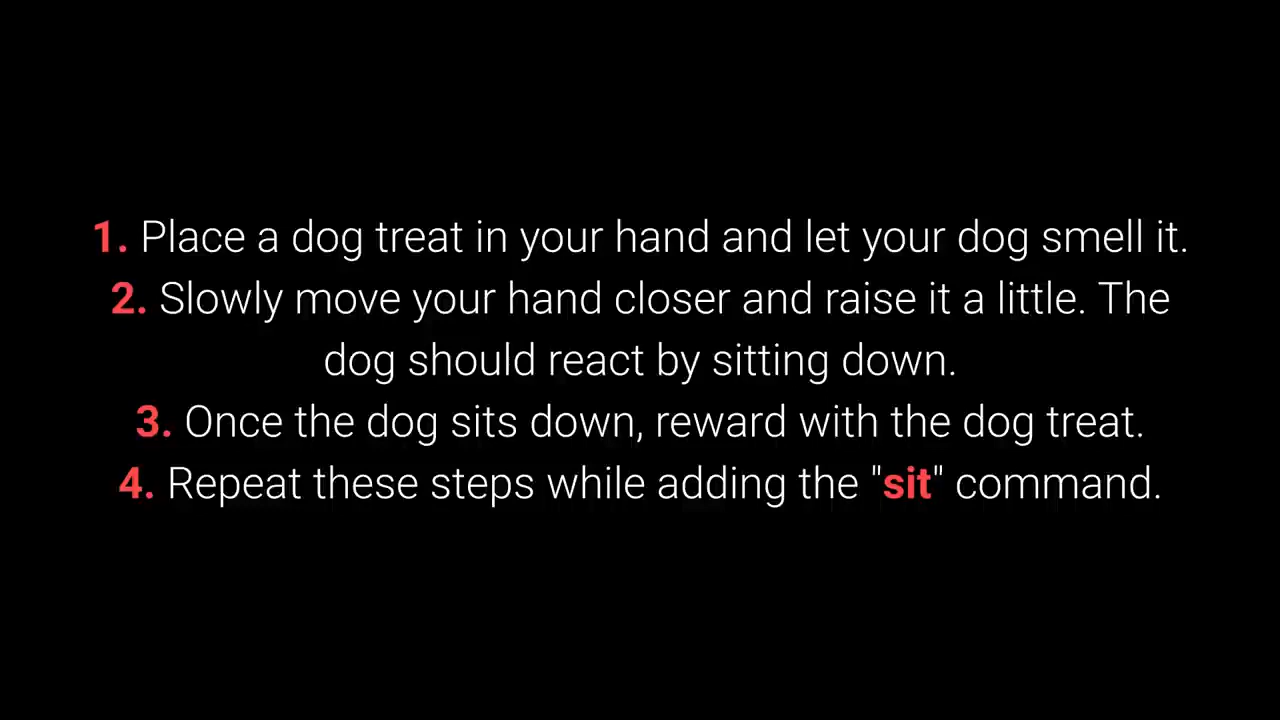 1. Place a dog treat in your hand and let your dog smell it.
2. Slowly move your hand closer and raise it a little. The
dog should react by sitting down.
3. Once the dog sits down, reward with the dog treat.
4. Repeat these steps while adding the "sit" command.